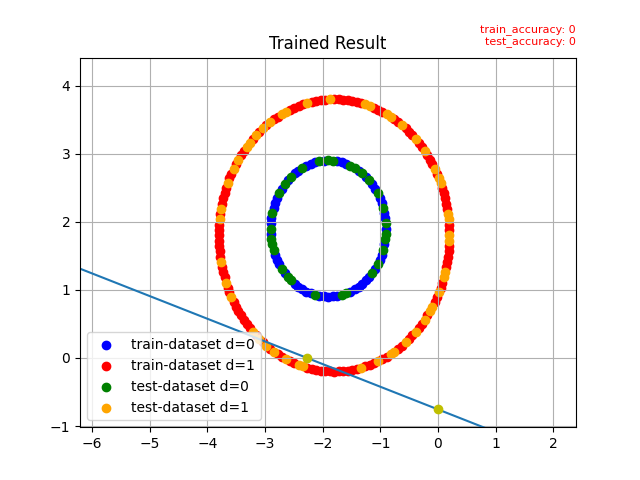 train_accuracy: 0
test_accuracy: 0
Trained Result
4
3
2
1
0
−1
train-dataset d=0
train-dataset d=1
test-dataset d=0
test-dataset d=1
−6 −5 −4 −3 −2 −1 0 1 2